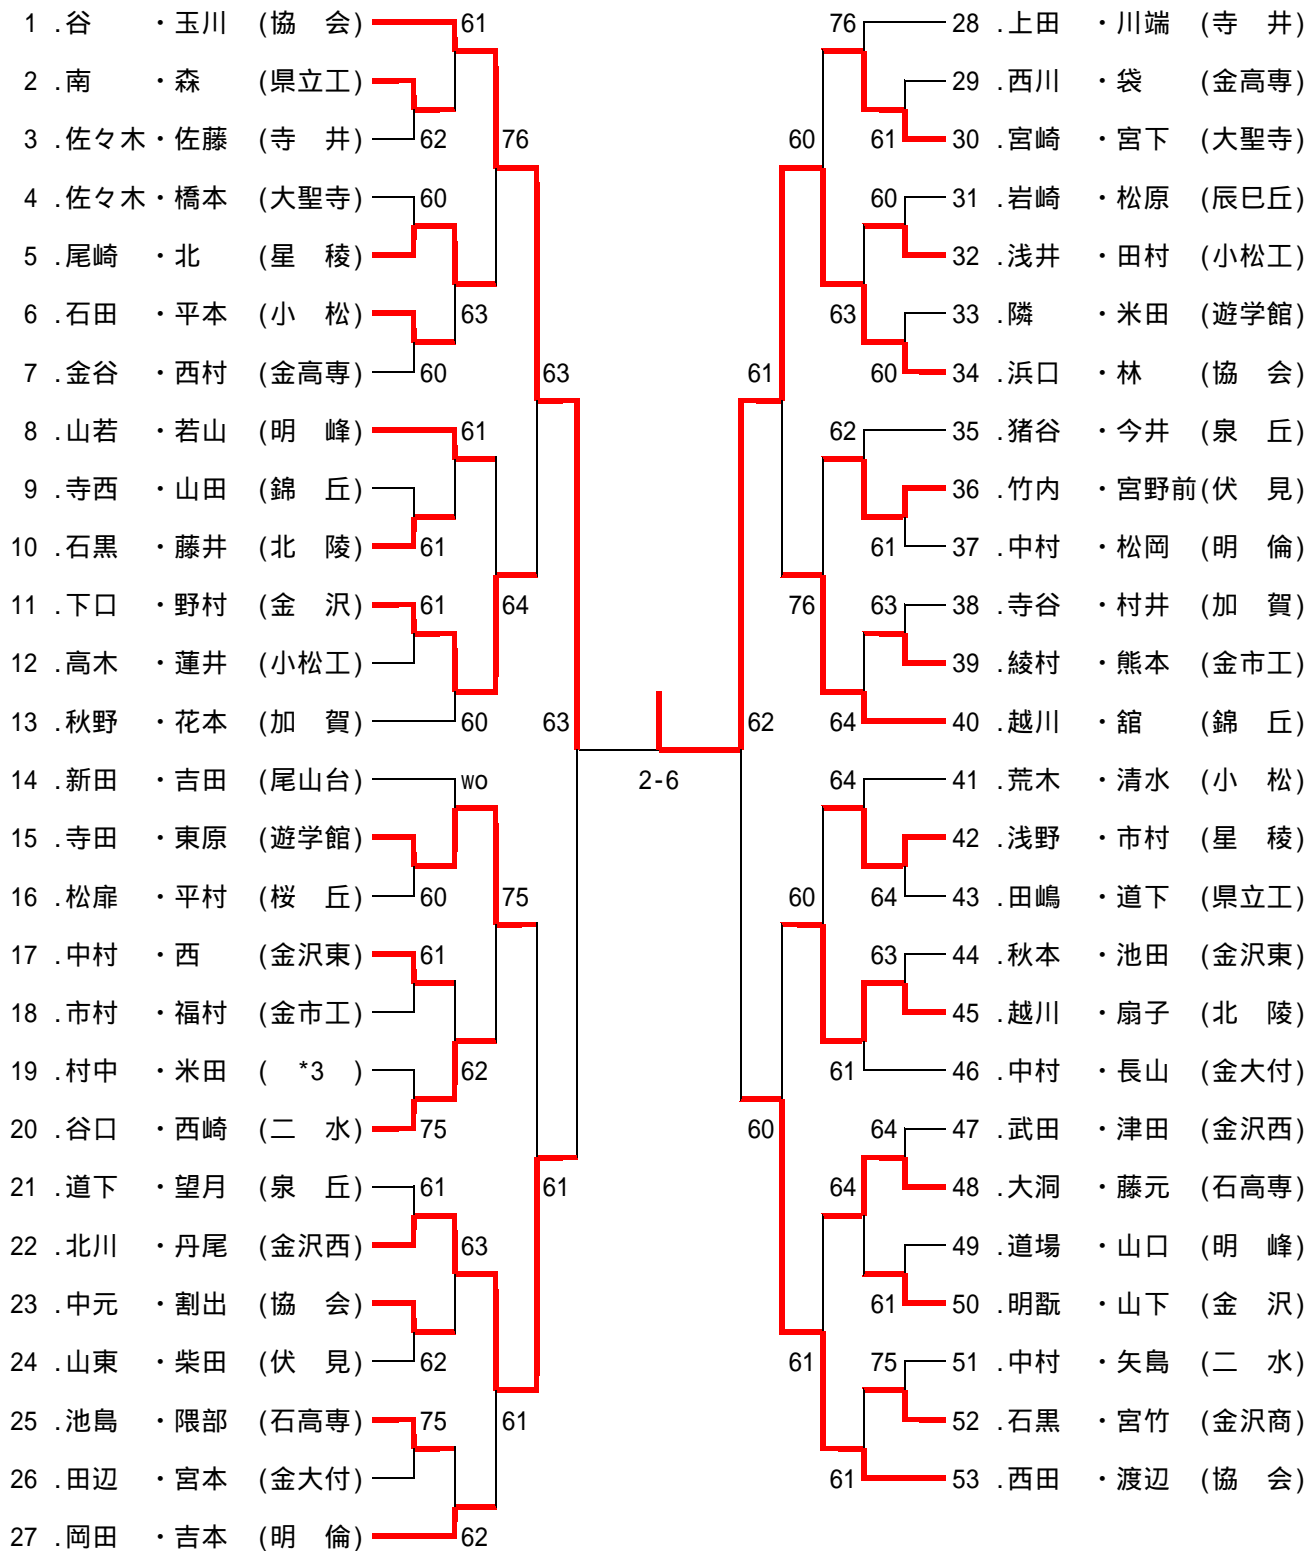 1 .谷 ・玉川 (協 会) 61
2 .南 ・森 (県立工)
3 .佐々木・佐藤 (寺 井) 62 76
4 .佐々木・橋本 (大聖寺) 60
5 .尾崎 ・北 (星 稜)
6 .石田 ・平本 (小 松) 63
7 .金谷 ・西村 (金高専) 60 63
8 .山若 ・若山 (明 峰) 61
9 .寺西 ・山田 (錦 丘)
10 .石黒 ・藤井 (北 陵) 61
11 .下口 ・野村 (金 沢) 61 64
12 .高木 ・蓮井 (小松工)
13 .秋野 ・花本 (加 賀) 60 63
14 .新田 ・吉田 (尾山台) wo
15 .寺田 ・東原 (遊学館)
16 .松扉 ・平村 (桜 丘) 60 75
17 .中村 ・西 (金沢東) 61
18 .市村 ・福村 (金市工)
19 .村中 ・米田 ( *3 ) 62
20 .谷口 ・西崎 (二 水) 75
21 .道下 ・望月 (泉 丘) 61 61
22 .北川 ・丹尾 (金沢西) 63
23 .中元 ・割出 (協 会)
24 .山東 ・柴田 (伏 見) 62
25 .池島 ・隈部 (石高専) 75 61
26 .田辺 ・宮本 (金大付)
27 .岡田 ・吉本 (明 倫) 62
2-6
76 28 .上田 ・川端 (寺 井)
29 .西川 ・袋 (金高専)
60 61 30 .宮崎 ・宮下 (大聖寺)
60 31 .岩崎 ・松原 (辰巳丘)
32 .浅井 ・田村 (小松工)
63 33 .隣 ・米田 (遊学館)
61 60 34 .浜口 ・林 (協 会)
62 35 .猪谷 ・今井 (泉 丘)
36 .竹内 ・宮野前(伏 見)
61 37 .中村 ・松岡 (明 倫)
76 63 38 .寺谷 ・村井 (加 賀)
39 .綾村 ・熊本 (金市工)
62 64 40 .越川 ・舘 (錦 丘)
64 41 .荒木 ・清水 (小 松)
42 .浅野 ・市村 (星 稜)
60 64 43 .田嶋 ・道下 (県立工)
63 44 .秋本 ・池田 (金沢東)
45 .越川 ・扇子 (北 陵)
61 46 .中村 ・長山 (金大付)
60 64 47 .武田 ・津田 (金沢西)
64 48 .大洞 ・藤元 (石高専)
49 .道場 ・山口 (明 峰)
61 50 .明翫 ・山下 (金 沢)
61 75 51 .中村 ・矢島 (二 水)
52 .石黒 ・宮竹 (金沢商)
61 53 .西田 ・渡辺 (協 会)